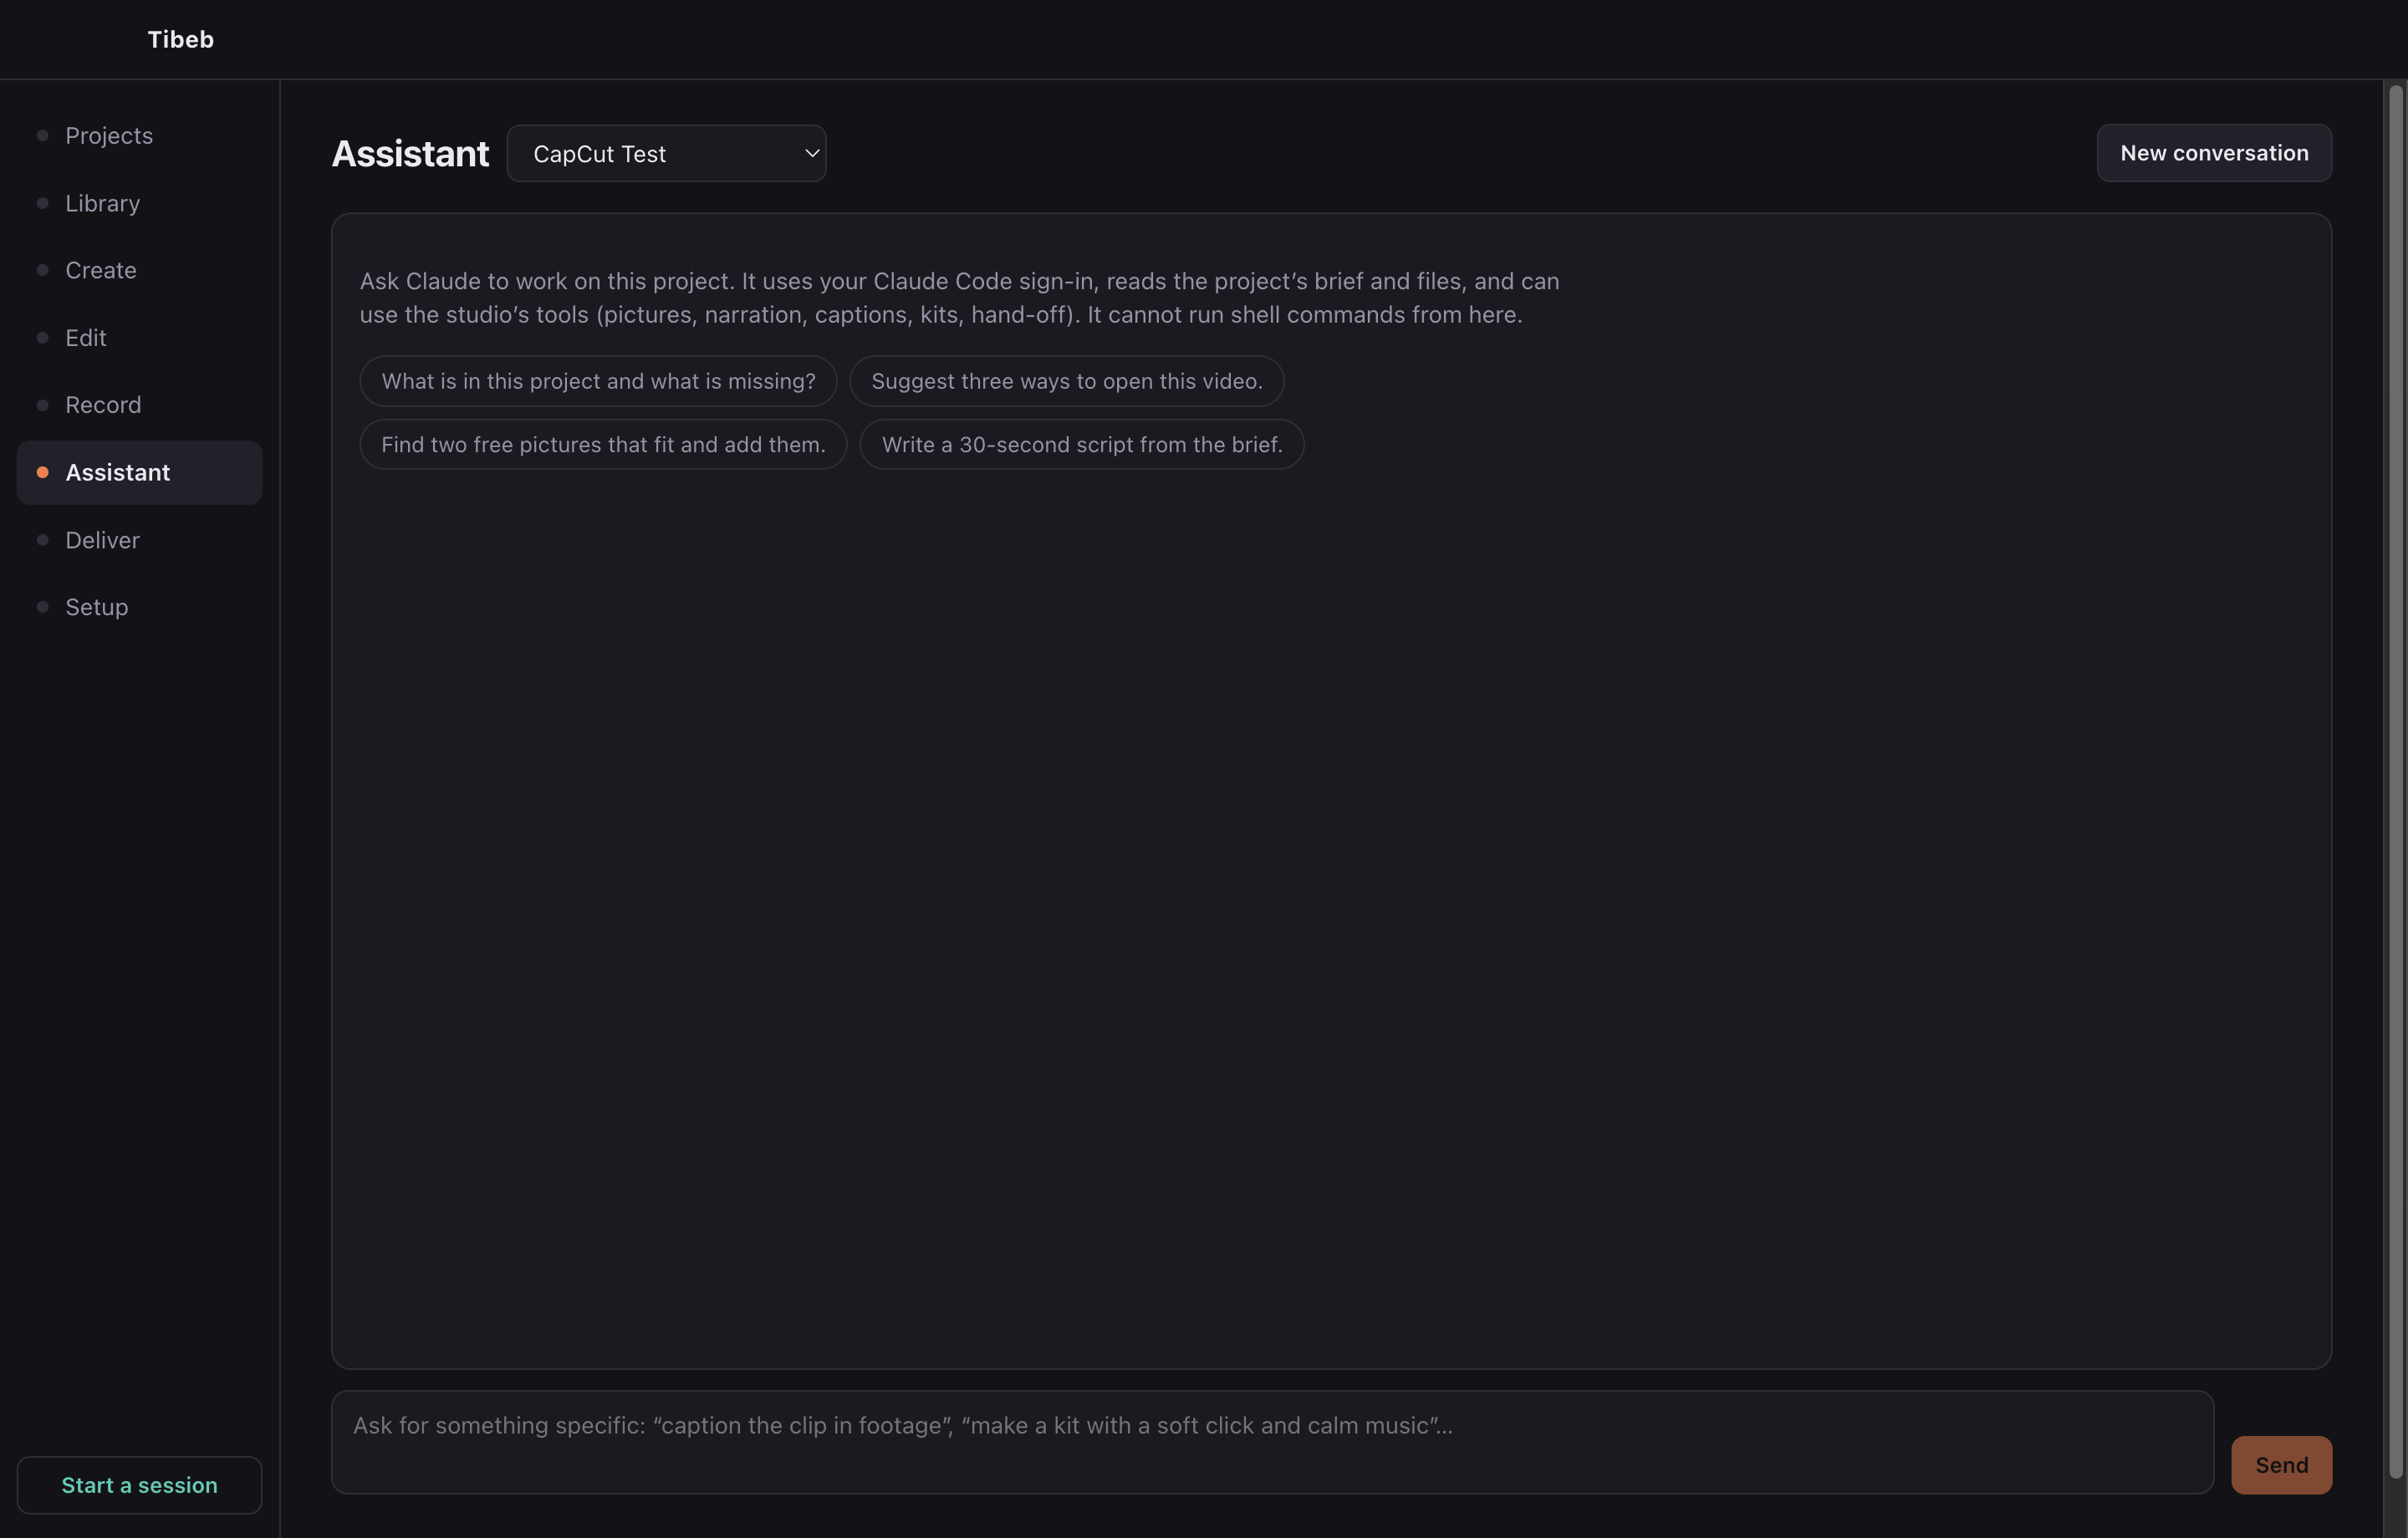 Tibeb
Projects
Library
Create
Edit
Record
Assistant
Deliver
Setup
Start a session
Assistant
CapCut Test
New conversation
Ask Claude to work on this project. It uses your Claude Code sign-in, reads the project’s brief and files, and can
use the studio’s tools (pictures, narration, captions, kits, hand-off). It cannot run shell commands from here.
What is in this project and what is missing?
Suggest three ways to open this video.
Find two free pictures that fit and add them.
Write a 30-second script from the brief.
Ask for something specific: “caption the clip in footage”, “make a kit with a soft click and calm music”…
Send